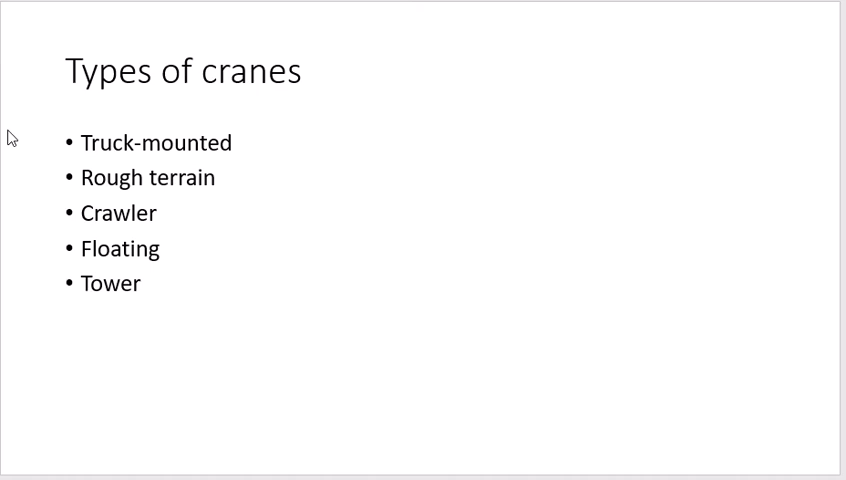 Types of cranes
• Truck-mounted
• Rough terrain
• Crawler
• Floating
• Tower